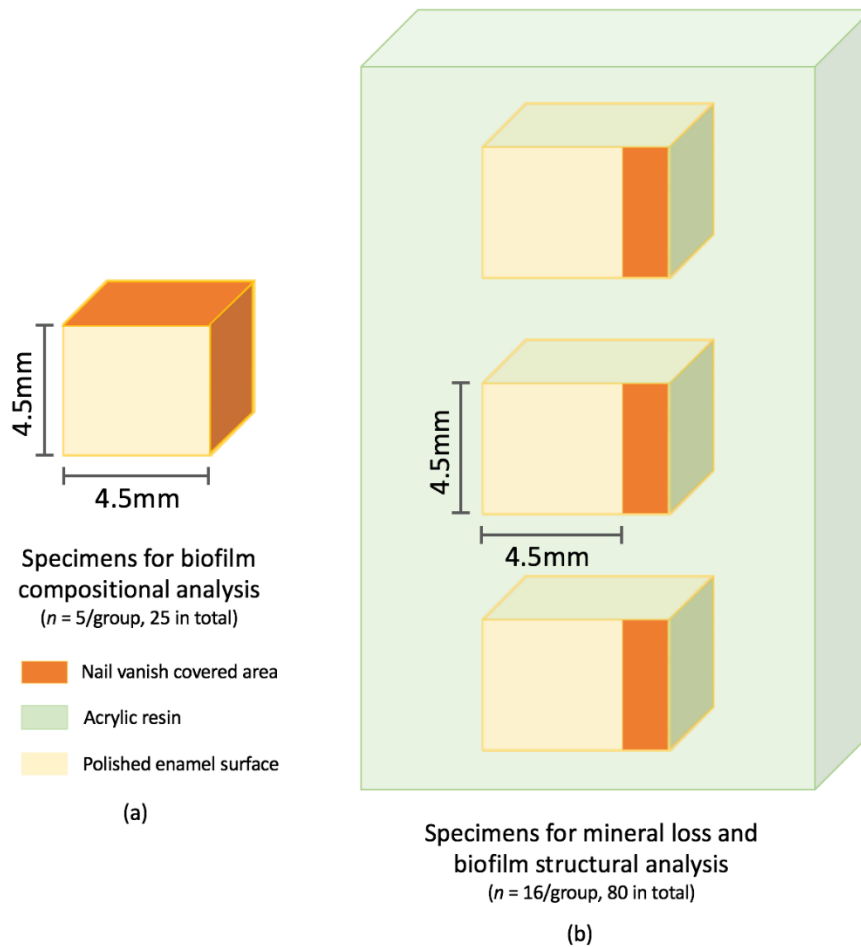 4.5mm
4.5mm
Specimens for biofilm
compositional analysis
(n = 5/group, 25 in total)
Nail vanish covered area
Acrylic resin
Polished enamel surface
(a)
4.5mm
4.5mm
Specimens for mineral loss and
biofilm structural analysis
(n = 16/group, 80 in total)
(b)